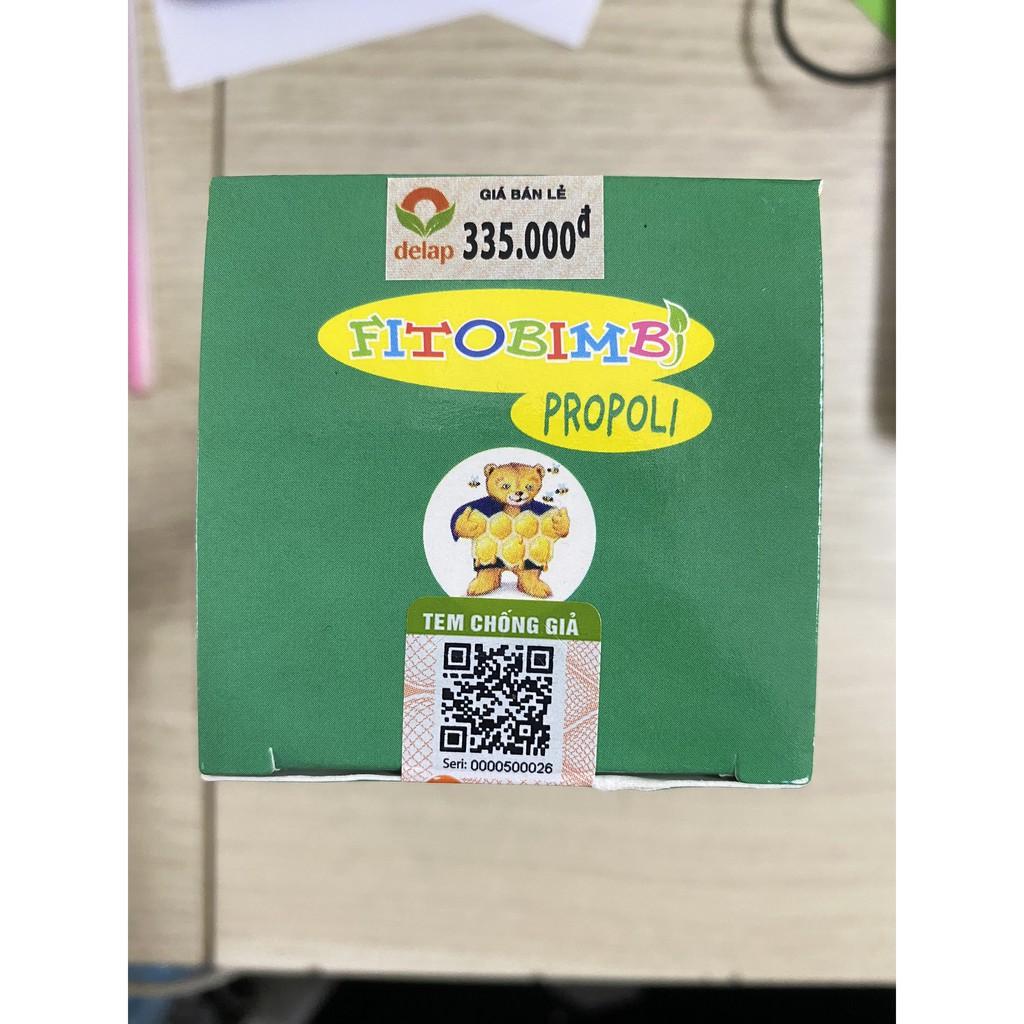 GIÁ BÁN LẺ
delap 335.000đ
FITOBIMBi
PROPOLI
TEM CHỐNG GIẢ
Seri: 0000500026